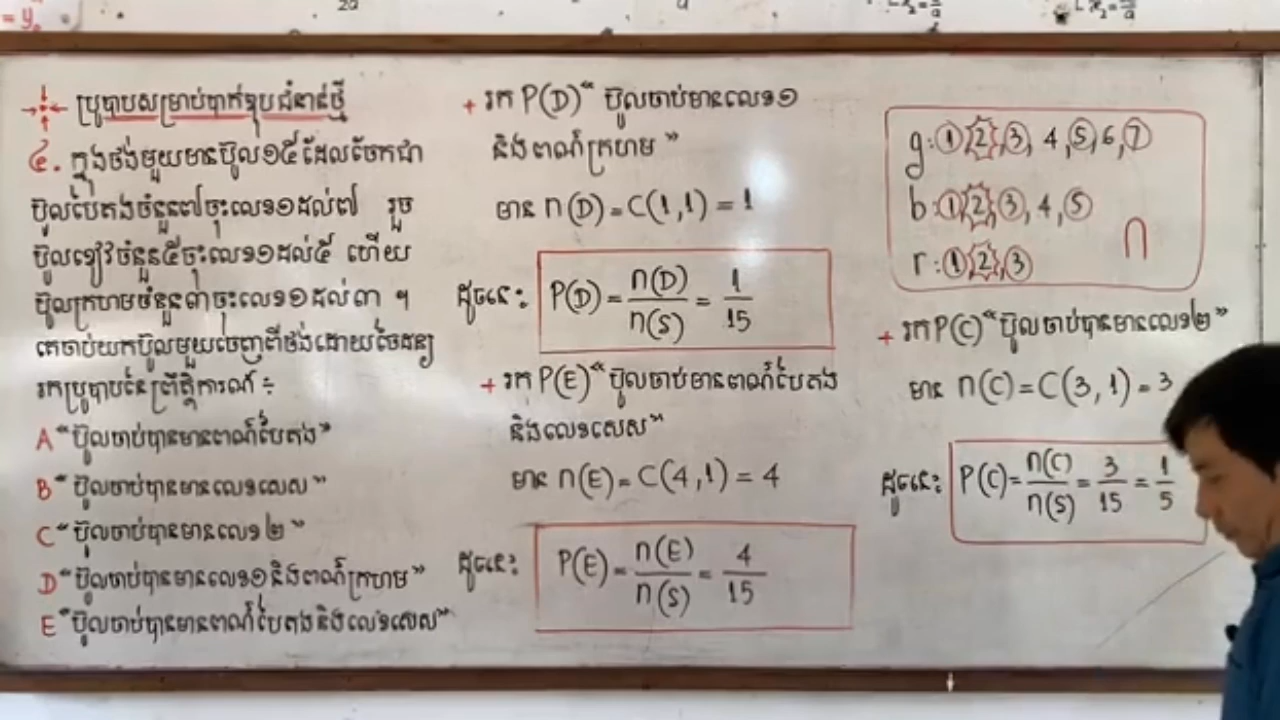 = y₀
20
a
x₂ = —/a
x₂ = —/a
ប្រូបាបសម្រាប់បាក់ឌុបជំនាន់ថ្មី
៤. ក្នុងថង់មួយមានប៊ូល១៥ដែលចែកជា
ប៊ូលបៃតងចំនួន៧ចុះលេខ១ដល់៧ រួច
ប៊ូលខៀវចំនួន៥ចុះលេខ១ដល់៥ ហើយ
ប៊ូលក្រហមចំនួន៣ចុះលេខ១ដល់៣ ។
គេចាប់យកប៊ូលមួយចេញពីថង់ដោយចៃដន្យ
រកប្រូបាបនៃព្រឹត្តិការណ៍ ÷
A “ប៊ូលចាប់បានមានពណ៌បៃតង”
B “ប៊ូលចាប់បានមានលេខសេស”
C “ប៊ូលចាប់បានមានលេខ២”
D “ប៊ូលចាប់បានមានលេខ១និងពណ៌ក្រហម”
E “ប៊ូលចាប់បានមានពណ៌បៃតងនិងលេខសេស”
+ រក P(D) “ប៊ូលចាប់មានលេខ១
និងពណ៌ក្រហម”
មាន n(D) = C(1,1) = 1
ដូចនេះ: P(D) = n(D)/n(S) = 1/15
+ រក P(E) “ប៊ូលចាប់មានពណ៌បៃតង
និងលេខសេស”
មាន n(E) = C(4,1) = 4
ដូចនេះ: P(E) = n(E)/n(S) = 4/15
g: 1, 2, 3, 4, 5, 6, 7
b: 1, 2, 3, 4, 5
r: 1, 2, 3
∩
+ រក P(C) “ប៊ូលចាប់បានមានលេខ២”
មាន n(C) = C(3,1) = 3
ដូចនេះ: P(C) = n(C)/n(S) = 3/15 = 1/5